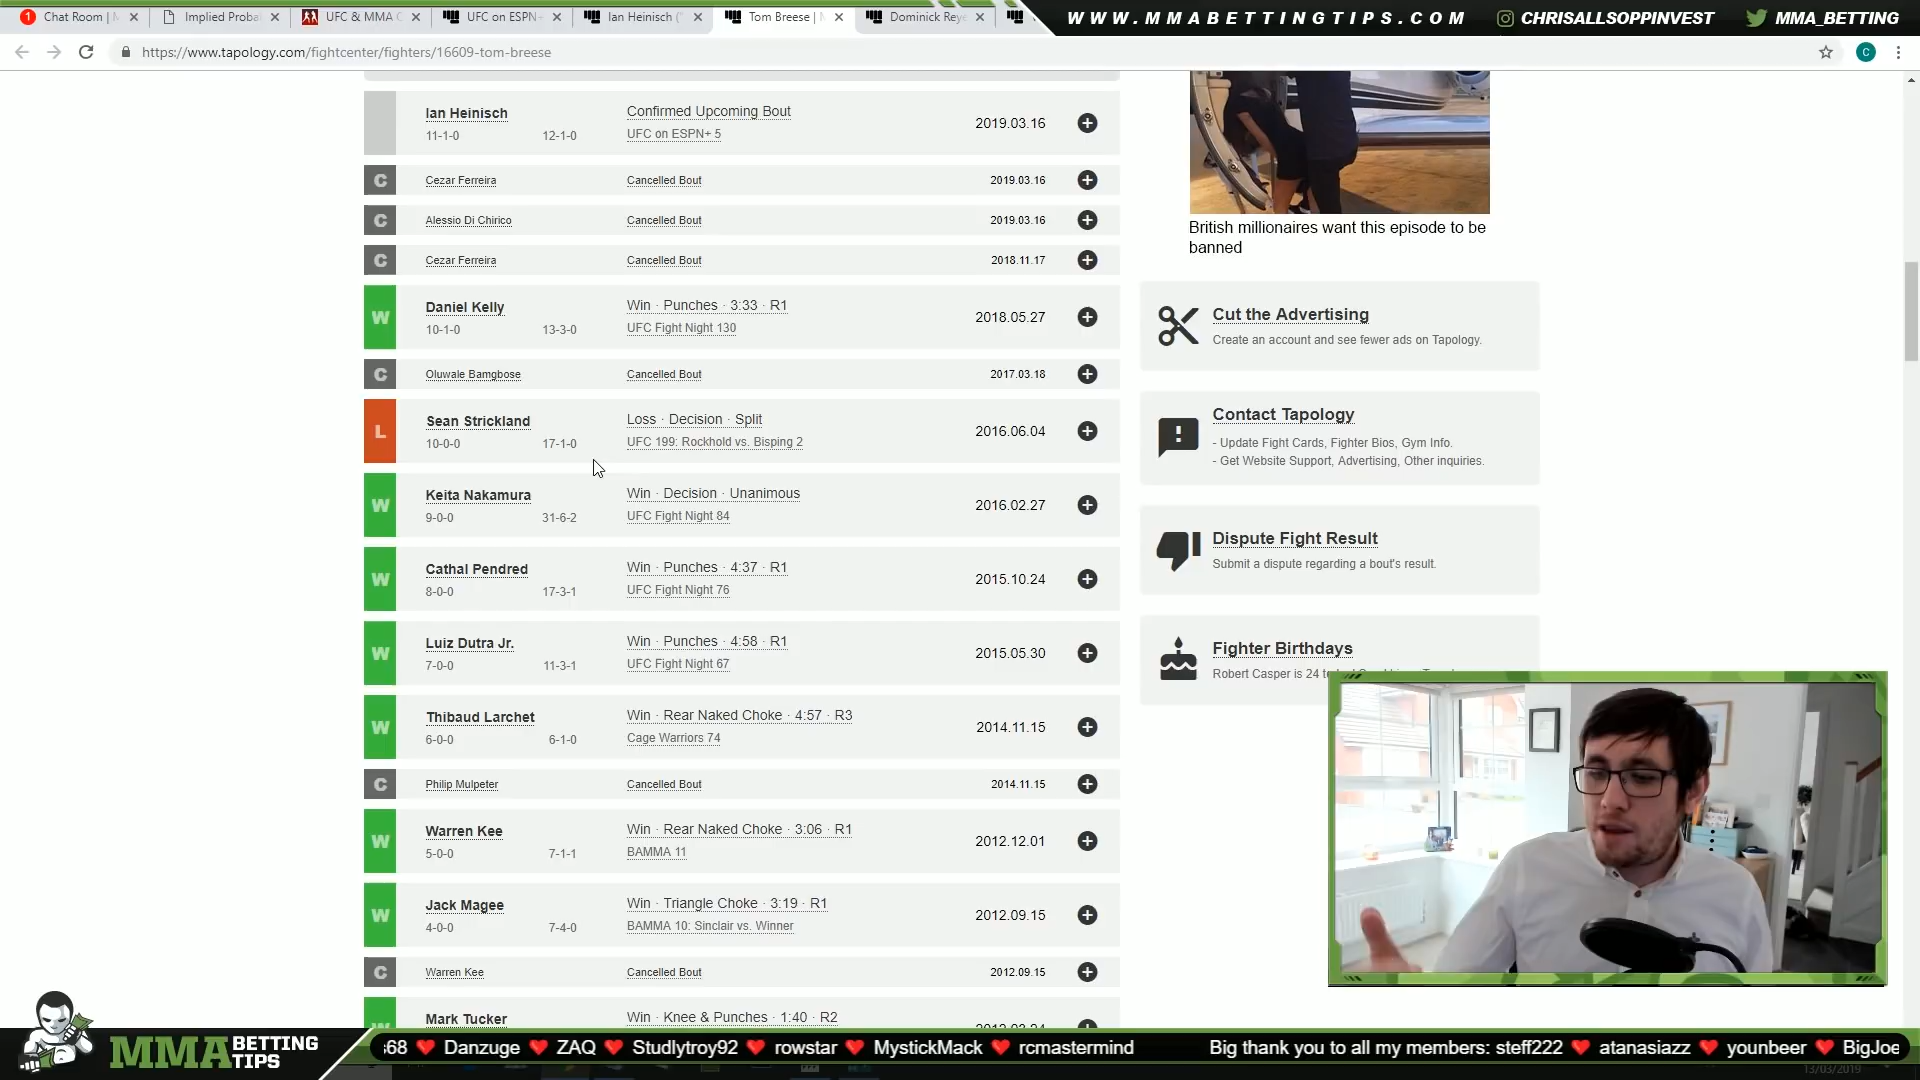 1 Chat Room | M
Implied Proba
UFC & MMA O
UFC on ESPN+
Ian Heinisch ("
Tom Breese | M
Dominick Reye
WWW.MMABETTINGTIPS.COM
CHRISALLSOPPINVEST
MMA_BETTING
https://www.tapology.com/fightcenter/fighters/16609-tom-breese
C
Ian Heinisch Confirmed Upcoming Bout 2019.03.16
11-1-0 12-1-0 UFC on ESPN+ 5
C Cezar Ferreira Cancelled Bout 2019.03.16
C Alessio Di Chirico Cancelled Bout 2019.03.16
C Cezar Ferreira Cancelled Bout 2018.11.17
W Daniel Kelly Win · Punches · 3:33 · R1 2018.05.27
10-1-0 13-3-0 UFC Fight Night 130
C Oluwale Bamgbose Cancelled Bout 2017.03.18
L Sean Strickland Loss · Decision · Split 2016.06.04
10-0-0 17-1-0 UFC 199: Rockhold vs. Bisping 2
W Keita Nakamura Win · Decision · Unanimous 2016.02.27
9-0-0 31-6-2 UFC Fight Night 84
W Cathal Pendred Win · Punches · 4:37 · R1 2015.10.24
8-0-0 17-3-1 UFC Fight Night 76
W Luiz Dutra Jr. Win · Punches · 4:58 · R1 2015.05.30
7-0-0 11-3-1 UFC Fight Night 67
W Thibaud Larchet Win · Rear Naked Choke · 4:57 · R3 2014.11.15
6-0-0 6-1-0 Cage Warriors 74
C Philip Mulpeter Cancelled Bout 2014.11.15
W Warren Kee Win · Rear Naked Choke · 3:06 · R1 2012.12.01
5-0-0 7-1-1 BAMMA 11
W Jack Magee Win · Triangle Choke · 3:19 · R1 2012.09.15
4-0-0 7-4-0 BAMMA 10: Sinclair vs. Winner
C Warren Kee Cancelled Bout 2012.09.15
W Mark Tucker Win · Knee & Punches · 1:40 · R2 2012.03.24
British millionaires want this episode to be
banned
Cut the Advertising
Create an account and see fewer ads on Tapology.
Contact Tapology
- Update Fight Cards, Fighter Bios, Gym Info.
- Get Website Support, Advertising, Other inquiries.
Dispute Fight Result
Submit a dispute regarding a bout's result.
Fighter Birthdays
Robert Casper is 24
MMA BETTING
TIPS
s68 ❤ Danzuge ❤ ZAQ ❤ Studlytroy92 ❤ rowstar ❤ MystickMack ❤ rcmastermind Big thank you to all my members: steff222 ❤ atanasiazz ❤ younbeer ❤ BigJoe
13/03/2019